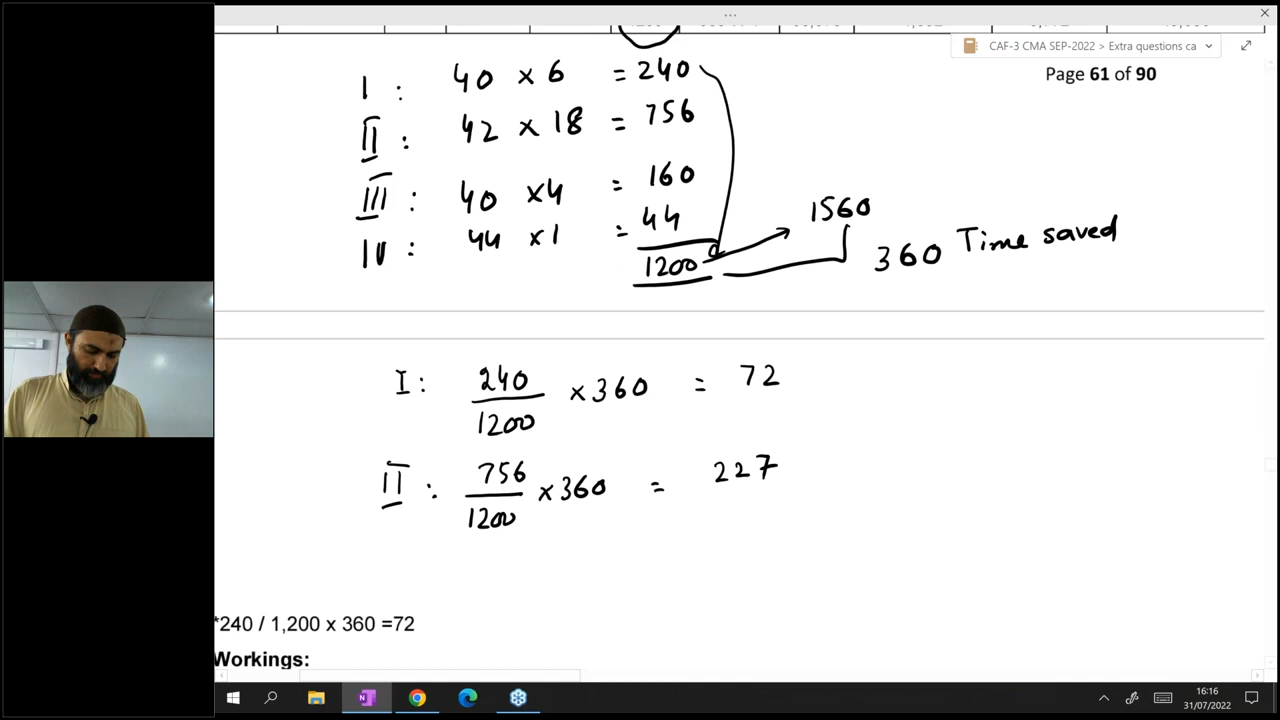 CAF-3 CMA SEP-2022 > Extra questions ca
Page 61 of 90
I : 40 x 6 = 240
II : 42 x 18 = 756
III : 40 x4 = 160
IV : 44 x1 = 44
1200
1560
360 Time saved
I : 240/1200 x 360 = 72
II : 756/1200 x 360 = 227
*240 / 1,200 x 360 =72
Workings:
16:16
31/07/2022